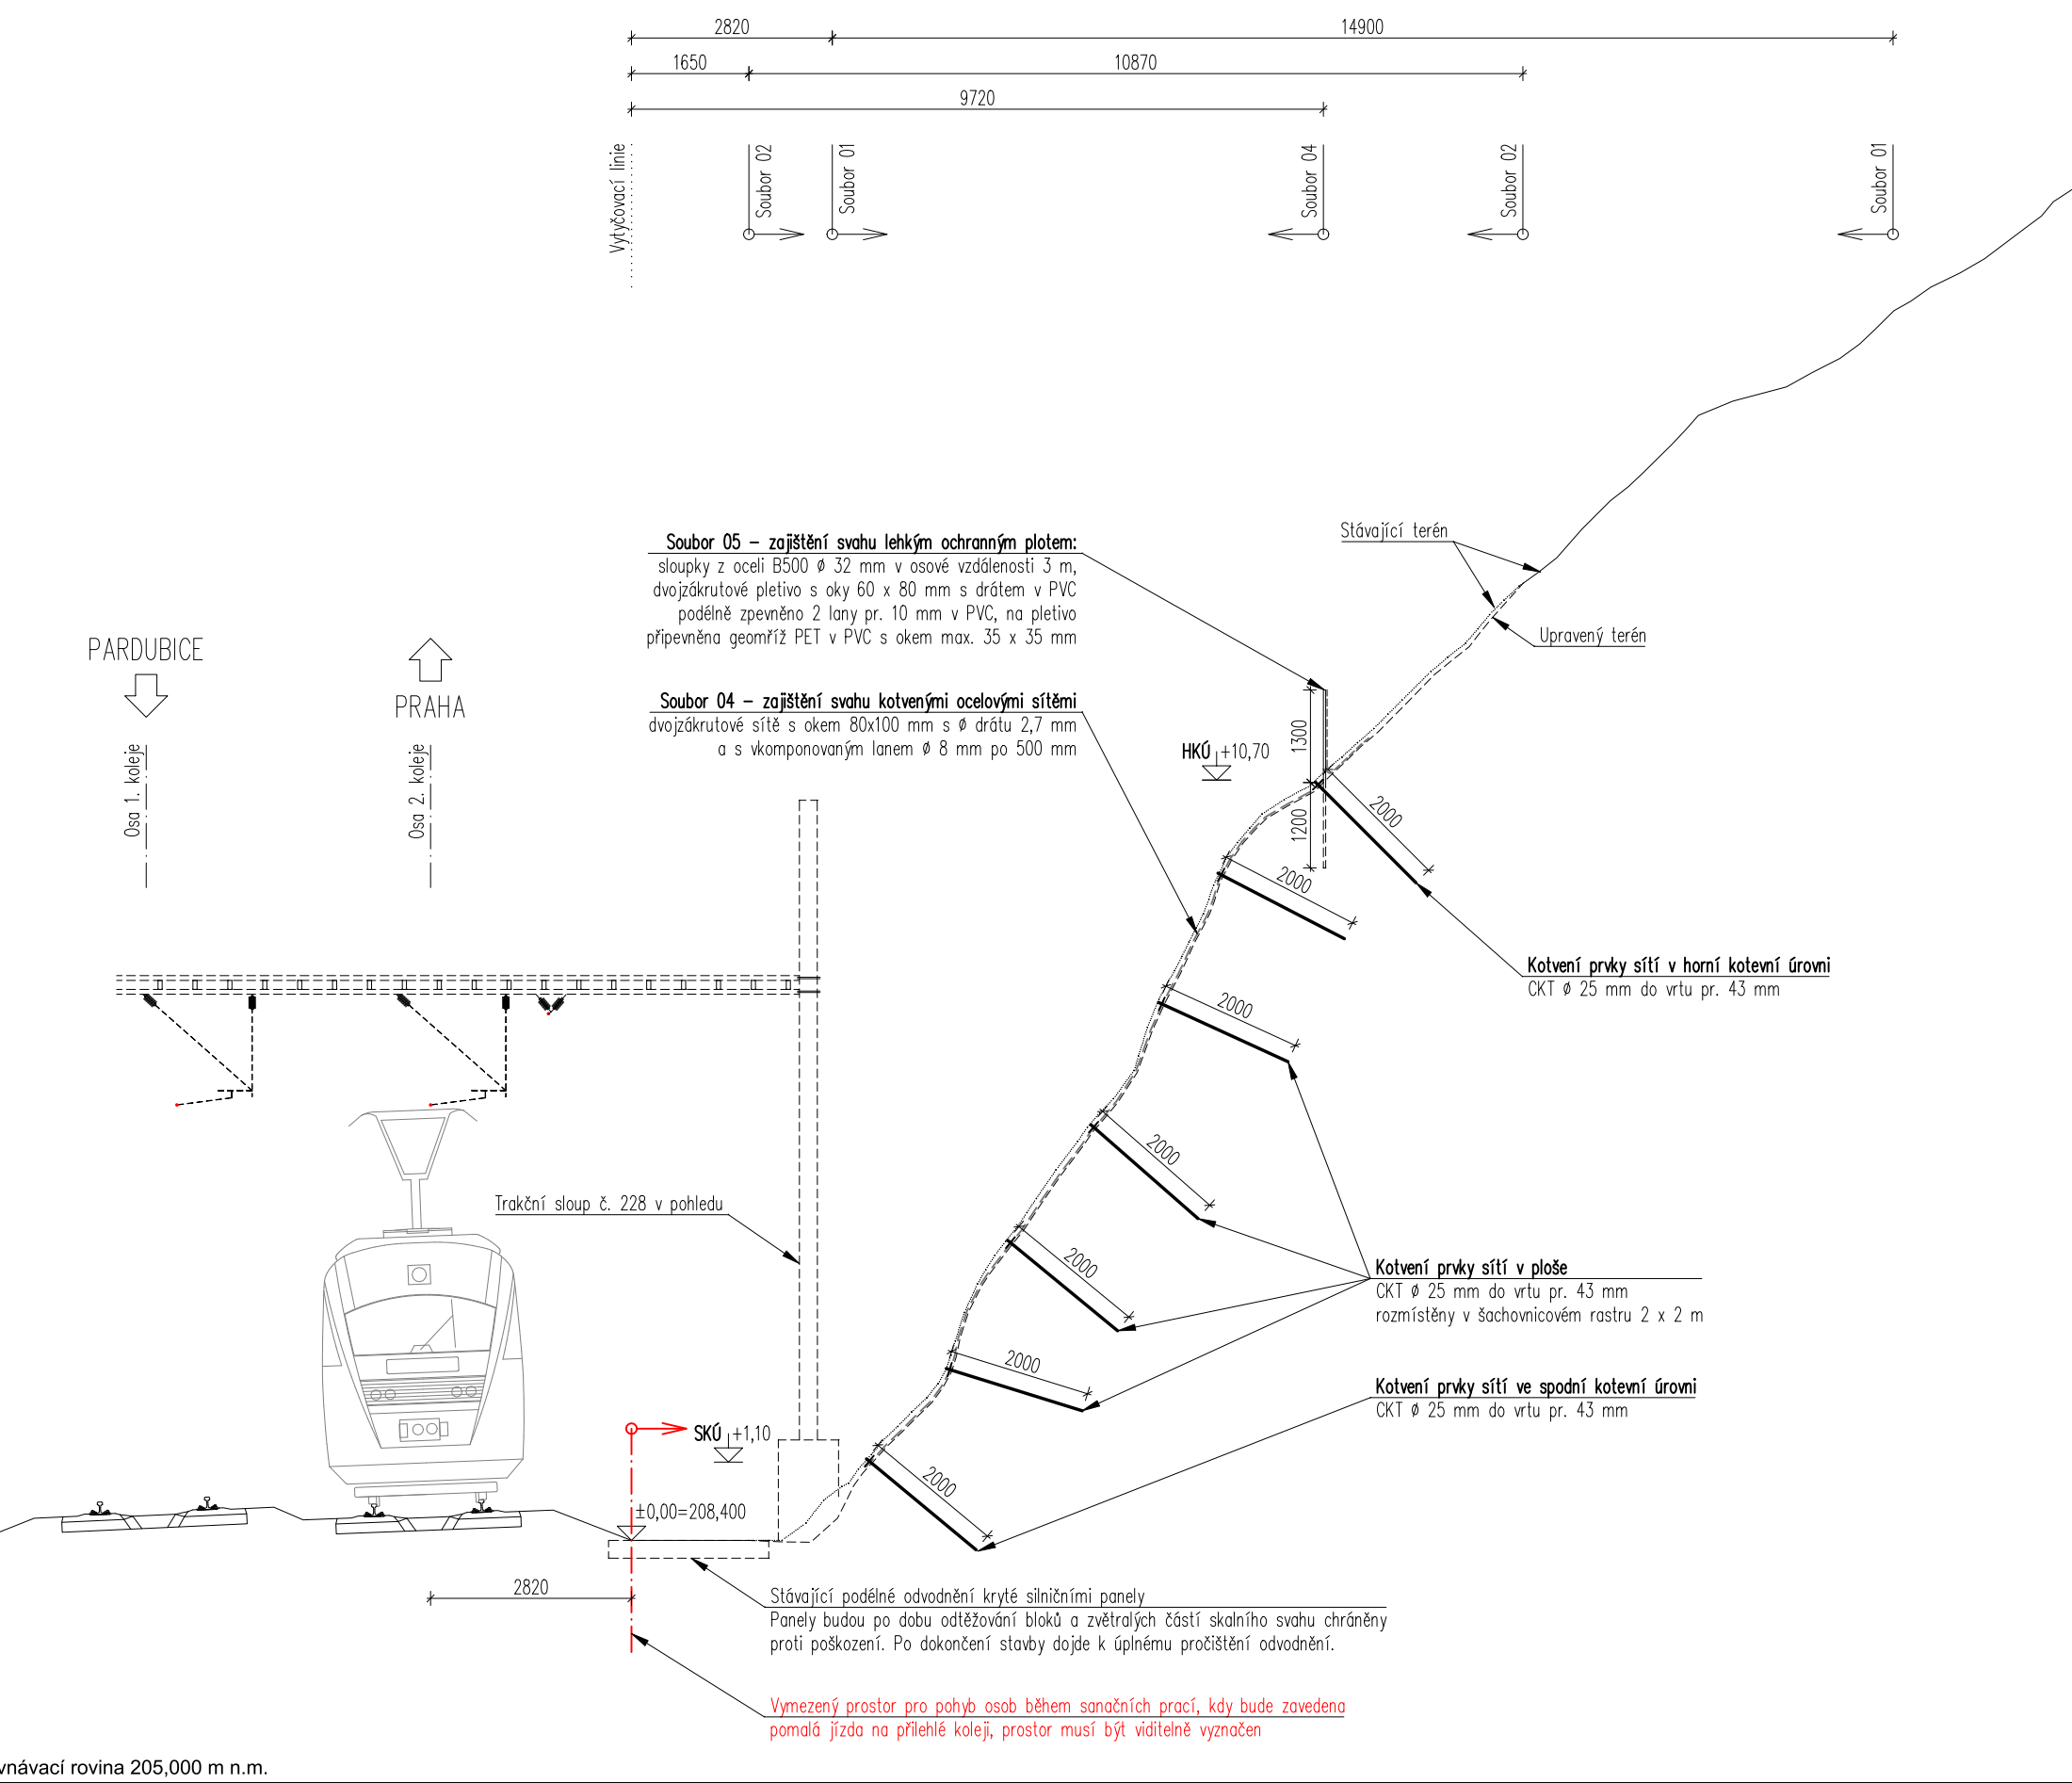 2820
14900
1650
10870
9720
Vytyčovací linie
Soubor 02
Soubor 01
Soubor 04
Soubor 02
Soubor 01
Soubor 05 – zajištění svahu lehkým ochranným plotem:
sloupky z oceli B500 ø 32 mm v osové vzdálenosti 3 m,
dvojzákrutové pletivo s oky 60 x 80 mm s drátem v PVC
podélně zpevněno 2 lany pr. 10 mm v PVC, na pletivo
připevněna geomříž PET v PVC s okem max. 35 x 35 mm
Stávající terén
Upravený terén
PARDUBICE
PRAHA
Osa 1. koleje
Osa 2. koleje
Soubor 04 – zajištění svahu kotvenými ocelovými sítěmi
dvojzákrutové sítě s okem 80x100 mm s ø drátu 2,7 mm
a s vkomponovaným lanem ø 8 mm po 500 mm
HKÚ +10,70
1300
1200
2000
2000
Kotvení prvky sítí v horní kotevní úrovni
CKT ø 25 mm do vrtu pr. 43 mm
2000
2000
Trakční sloup č. 228 v pohledu
2000
Kotvení prvky sítí v ploše
CKT ø 25 mm do vrtu pr. 43 mm
rozmístěny v šachovnicovém rastru 2 x 2 m
2000
Kotvení prvky sítí ve spodní kotevní úrovni
CKT ø 25 mm do vrtu pr. 43 mm
SKÚ +1,10
2000
±0,00=208,400
2820
Stávající podélné odvodnění kryté silničními panely
Panely budou po dobu odtěžování bloků a zvětralých částí skalního svahu chráněny
proti poškození. Po dokončení stavby dojde k úplnému pročištění odvodnění.
Vymezený prostor pro pohyb osob během sanačních prací, kdy bude zavedena
pomalá jízda na přilehlé koleji, prostor musí být viditelně vyznačen
vnávací rovina 205,000 m n.m.